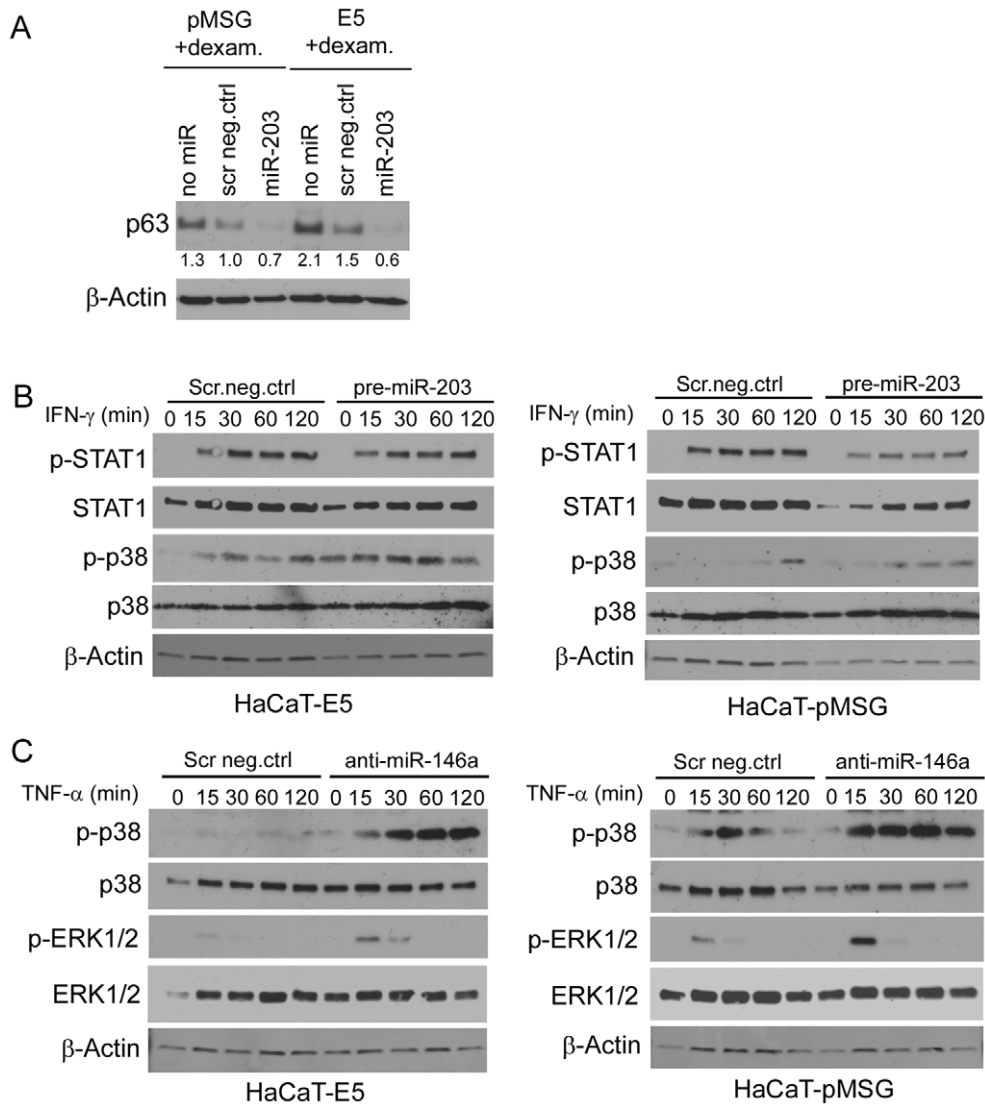 A
pMSG
+dexam.
E5
+dexam.
no miR
scr neg.ctrl
miR-203
no miR
scr neg.ctrl
miR-203
p63
1.3 1.0 0.7 2.1 1.5 0.6
β-Actin
B
Scr.neg.ctrl pre-miR-203
IFN-γ (min) 0 15 30 60 120 0 15 30 60 120
p-STAT1
STAT1
p-p38
p38
β-Actin
HaCaT-E5
Scr.neg.ctrl pre-miR-203
IFN-γ (min) 0 15 30 60 120 0 15 30 60 120
p-STAT1
STAT1
p-p38
p38
β-Actin
HaCaT-pMSG
C
Scr neg.ctrl anti-miR-146a
TNF-α (min) 0 15 30 60 120 0 15 30 60 120
p-p38
p38
p-ERK1/2
ERK1/2
β-Actin
HaCaT-E5
Scr neg.ctrl anti-miR-146a
TNF-α (min) 0 15 30 60 120 0 15 30 60 120
p-p38
p38
p-ERK1/2
ERK1/2
β-Actin
HaCaT-pMSG